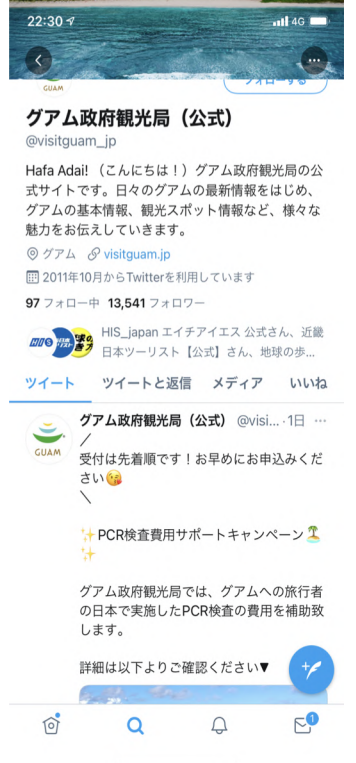 22:30
4G
GUAM
フォローする
グアム政府観光局（公式）
@visitguam_jp
Hafa Adai! （こんにちは！）グアム政府観光局の公
式サイトです。日々のグアムの最新情報をはじめ、
グアムの基本情報、観光スポット情報など、様々な
魅力をお伝えしていきます。
グアム visitguam.jp
2011年10月からTwitterを利用しています
97 フォロー中 13,541 フォロワー
HIS_japan エイチアイエス 公式さん、近畿
日本ツーリスト【公式】さん、地球の歩...
ツイート ツイートと返信 メディア いいね
グアム政府観光局（公式） @visi... · 1日 ...
GUAM
／
受付は先着順です！お早めにお申込みくだ
さい😘
＼
✨PCR検査費用サポートキャンペーン🏝
✨
グアム政府観光局では、グアムへの旅行者
の日本で実施したPCR検査の費用を補助致
します。
詳細は以下よりご確認ください▼
1